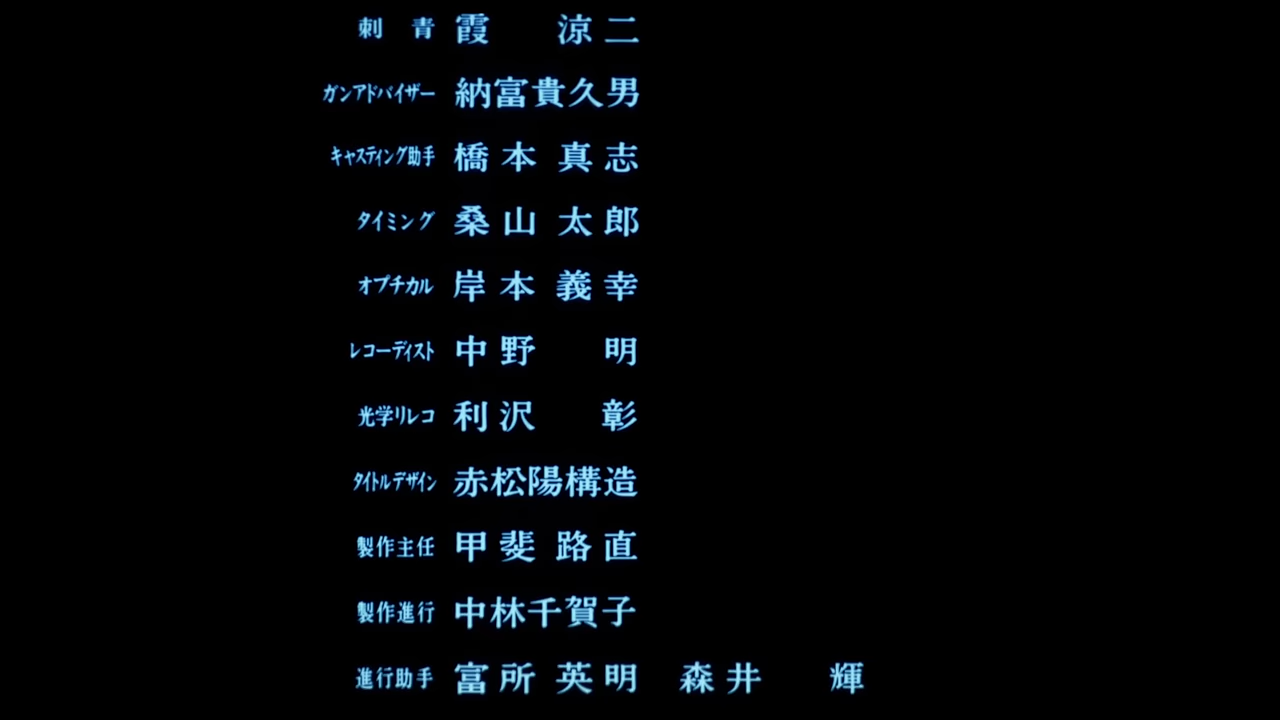 刺青 霞 涼二
ガンアドバイザー 納富貴久男
キャスティング助手 橋本 真志
タイミング 桑山 太郎
オプチカル 岸本 義幸
レコーディスト 中野 明
光学リレコ 利沢 彰
タイトルデザイン 赤松陽構造
製作主任 甲斐 路直
製作進行 中林千賀子
進行助手 富所 英明 森井 輝